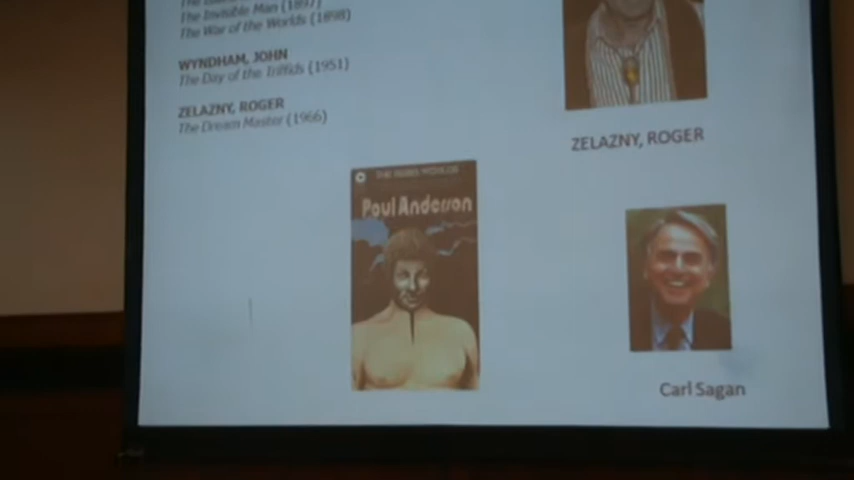 The Invisible Man (1897)
The War of the Worlds (1898)
WYNDHAM, JOHN
The Day of the Triffids (1951)
ZELAZNY, ROGER
The Dream Master (1966)
ZELAZNY, ROGER
Poul Anderson
Carl Sagan